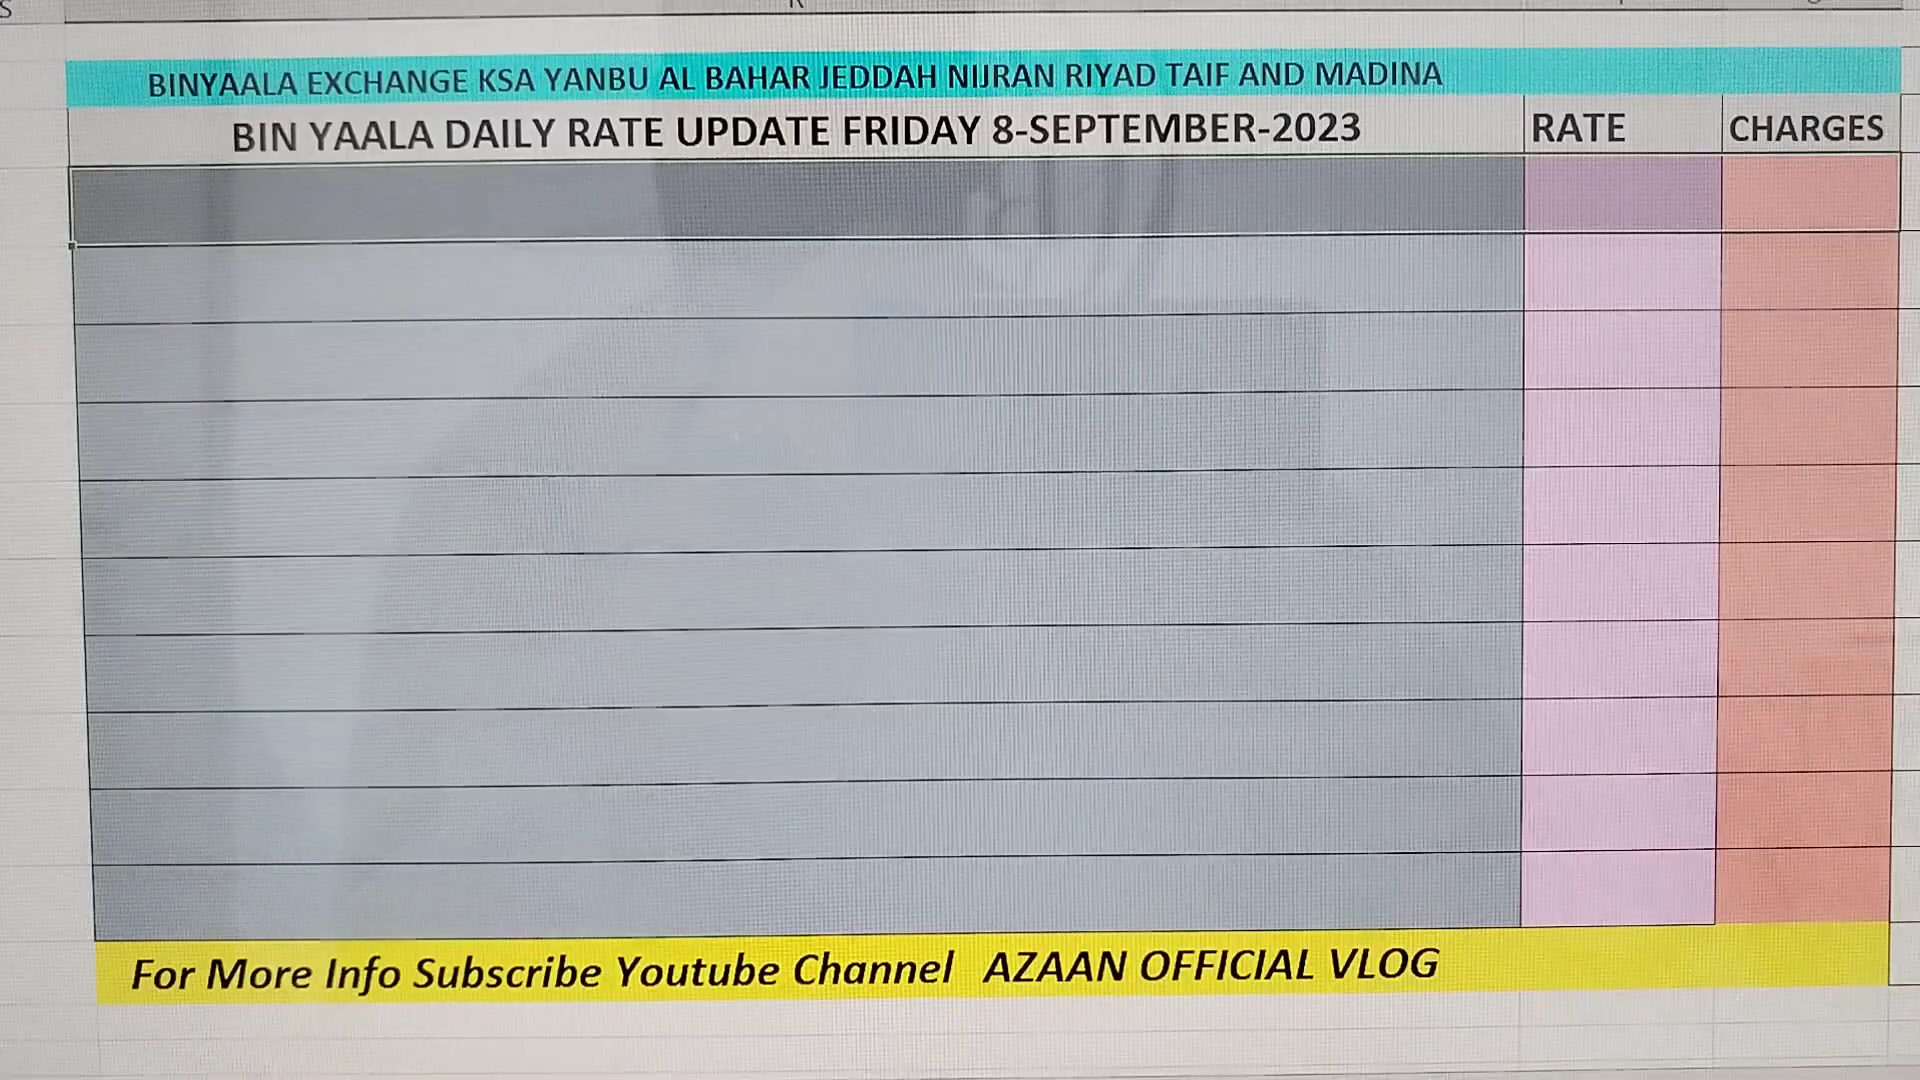 BINYAALA EXCHANGE KSA YANBU AL BAHAR JEDDAH NIJRAN RIYAD TAIF AND MADINA
BIN YAALA DAILY RATE UPDATE FRIDAY 8-SEPTEMBER-2023 RATE CHARGES
For More Info Subscribe Youtube Channel AZAAN OFFICIAL VLOG